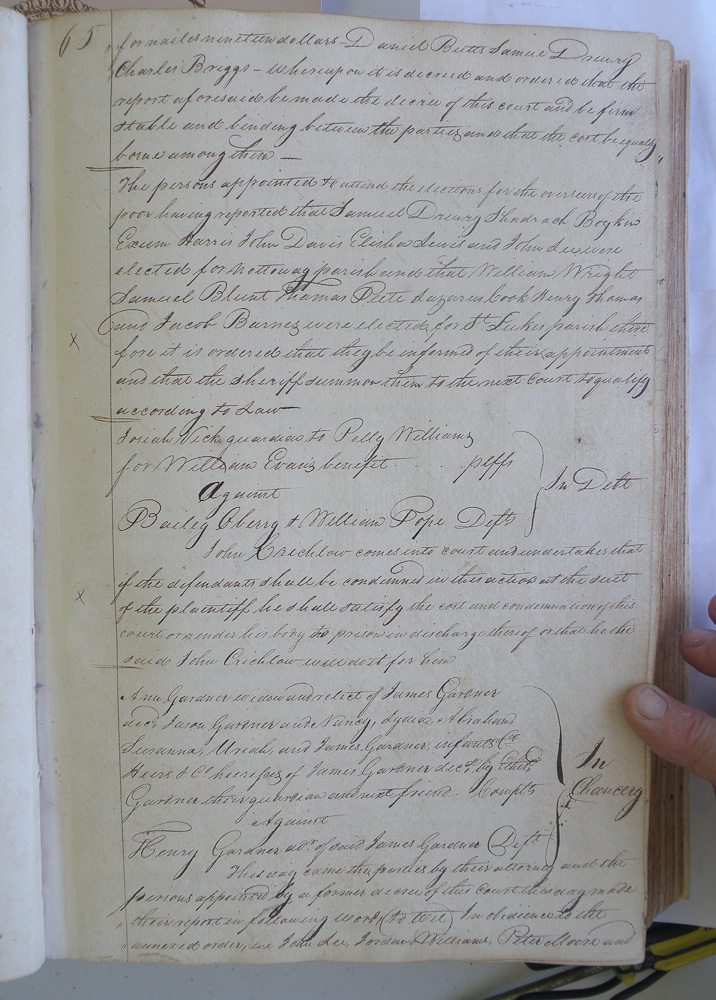 65
for nailes nineteen dollars - Daniel Butts Samuel Drewry
Charles Briggs - Whereupon it is decreed and ordered that the
report aforesaid be made the decree of this court and be firm
stable and binding between the parties and that the cost be equally
borne among them -
The persons appointed to attend the elections for the overseers of the
poor having reported that Samuel Drewry Shadrach Boykin
Exum Harris John Davis Elisha Lewis and John Lee were
elected for Nottoway parish and that William Wright
Samuel Blunt Thomas Peete Lazarus Cook Henry Thomas
and Jacob Barnes were elected for St. Lukes parish there
x
fore it is ordered that they be informed of their appointment
and that the sheriff summon them to the next Court to qualify
according to Law
Josiah Vick guardian to Polly Williams
for William Evans benefit plffs
In Debt
Against
Bailey Oberry & William Pope Defts
John Crichlow comes into court and undertakes that
x
if the defendants shall be condemned in this action at the suit
of the plaintiff he shall satisfy the cost and condemnation of this
court or render his body to prison in discharge thereof or that he the
said John Crichlow will do it for him
Ann Gardner widow and relict of James Gardner
decd. Jason Gardner and Nancy, Lydia, Abraham
Susanna, Uriah, and James Gardner, infants &c
Heirs & of James Gardner decd. by
Gardner their guardian and next friend. Complts
In Chancery
Against
Henry Gardner adr. of said James Gardner Deft
This day came the parties by their attorney and the
persons appointed by a former decree of this Court this day made
their report in following words (to wit) In obedience to the
annexed order, we John Lee, Jordan Williams, Peter Moore and